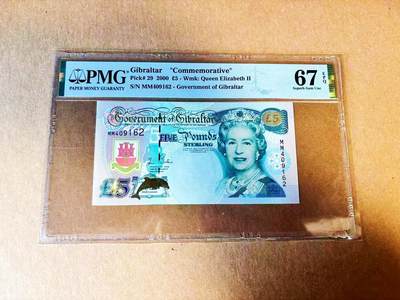 PMG
PAPER MONEY GUARANTY
Gibraltar "Commemorative"
Pick# 29 2000 £5 - Wmk: Queen Elizabeth II
S/N MM409162 - Government of Gibraltar
67 EPQ
Superb Gem Unc
Government of Gibraltar
£5
MM409162
FIVE Pounds
STERLING
£5
MM409162